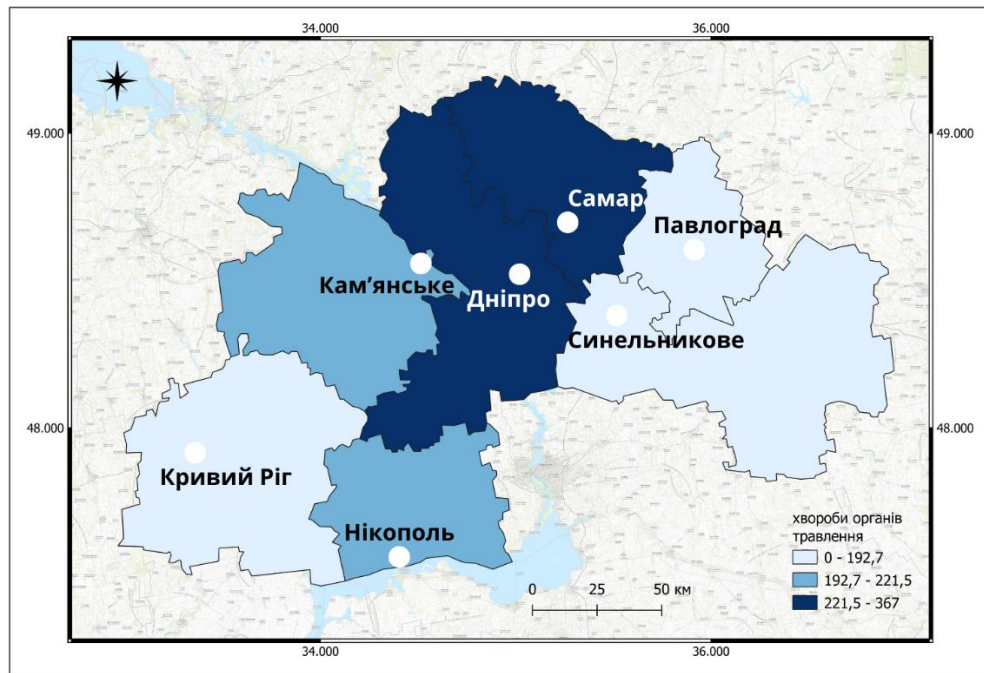 34.000
36.000
49.000
49.000
Самар
Павлоград
Кам’янське
Дніпро
Синельникове
48.000
48.000
Кривий Ріг
Нікополь
хвороби органів
травлення
0 - 192,7
192,7 - 221,5
221,5 - 367
0 25 50 км
34.000
36.000